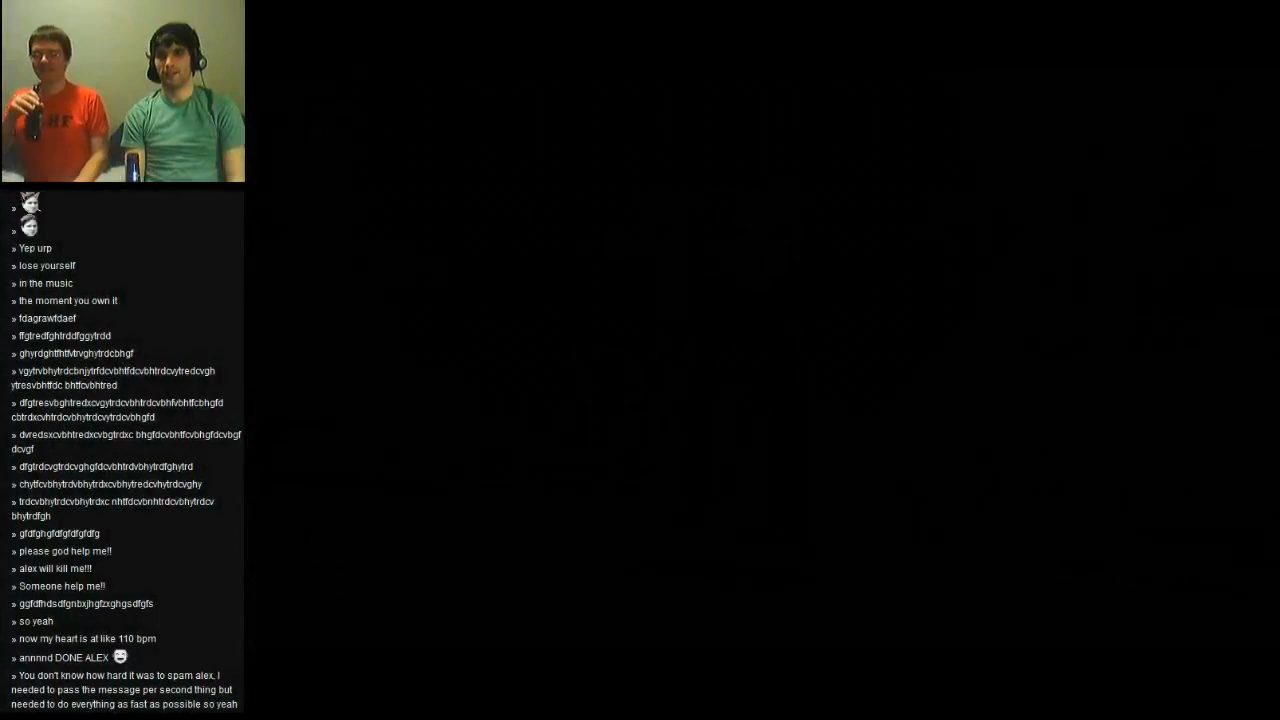 »
»
» Yep urp
» lose yourself
» in the music
» the moment you own it
» fdagrawfdaef
» ffgtredfghtrddfggytrdd
» ghyrdghtfhtfvtrvghytrdcbhgf
» vgytrvbhytrdcbnjytrfdcvbhtfdcvbhtrdcvytredcvgh
ytresvbhtfdc bhtfcvbhtred
» dfgtresvbghtredxcvgytrdcvbhtrdcvbhfvbhtfcbhgfd
cbtrdxcvhtrdcvbhytrdcvytrdcvbhgfd
» dvredsxcvbhtredxcvbgtrdxc bhgfdcvbhtfcvbhgfdcvbgf
dcvgf
» dfgtrdcvgtrdcvghgfdcvbhtrdvbhytrdfghytrd
» chytfcvbhytrdvbhytrdxcvbhytredcvhytrdcvghy
» trdcvbhytrdcvbhytrdxc nhtfdcvbnhtrdcvbhytrdcv
bhytrdfgh
» gfdfghgfdfgfdfgfdfg
» please god help me!!
» alex will kill me!!!
» Someone help me!!
» ggfdfhdsdfgnbxjhgfzxghgsdfgfs
» so yeah
» now my heart is at like 110 bpm
» annnnd DONE ALEX
» You don't know how hard it was to spam alex, I
needed to pass the message per second thing but
needed to do everything as fast as possible so yeah